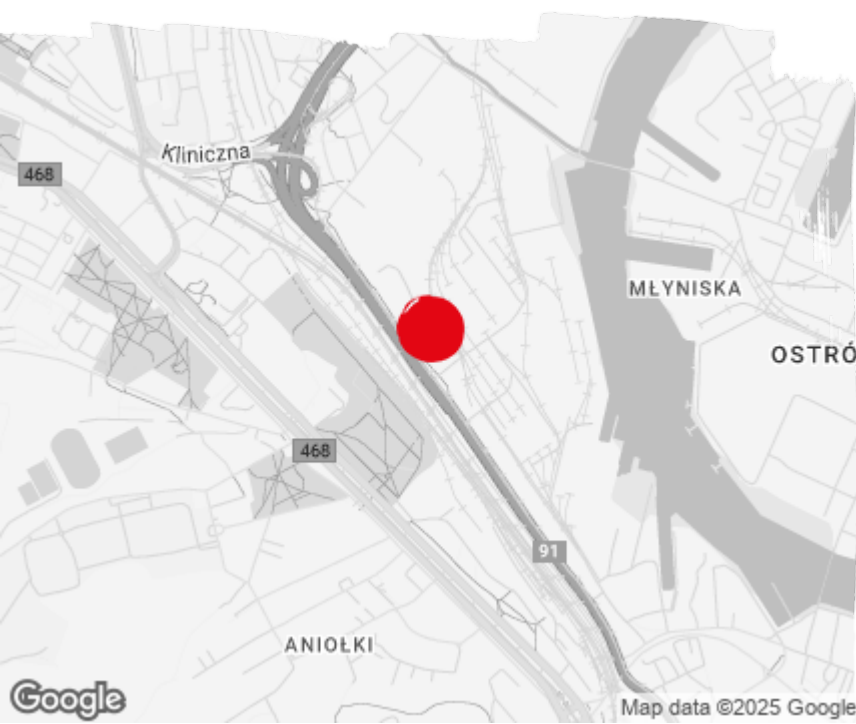 Kliniczna
468
MŁYNISKA
OSTRÓ
468
91
ANIOŁKI
Google
Map data ©2025 Google